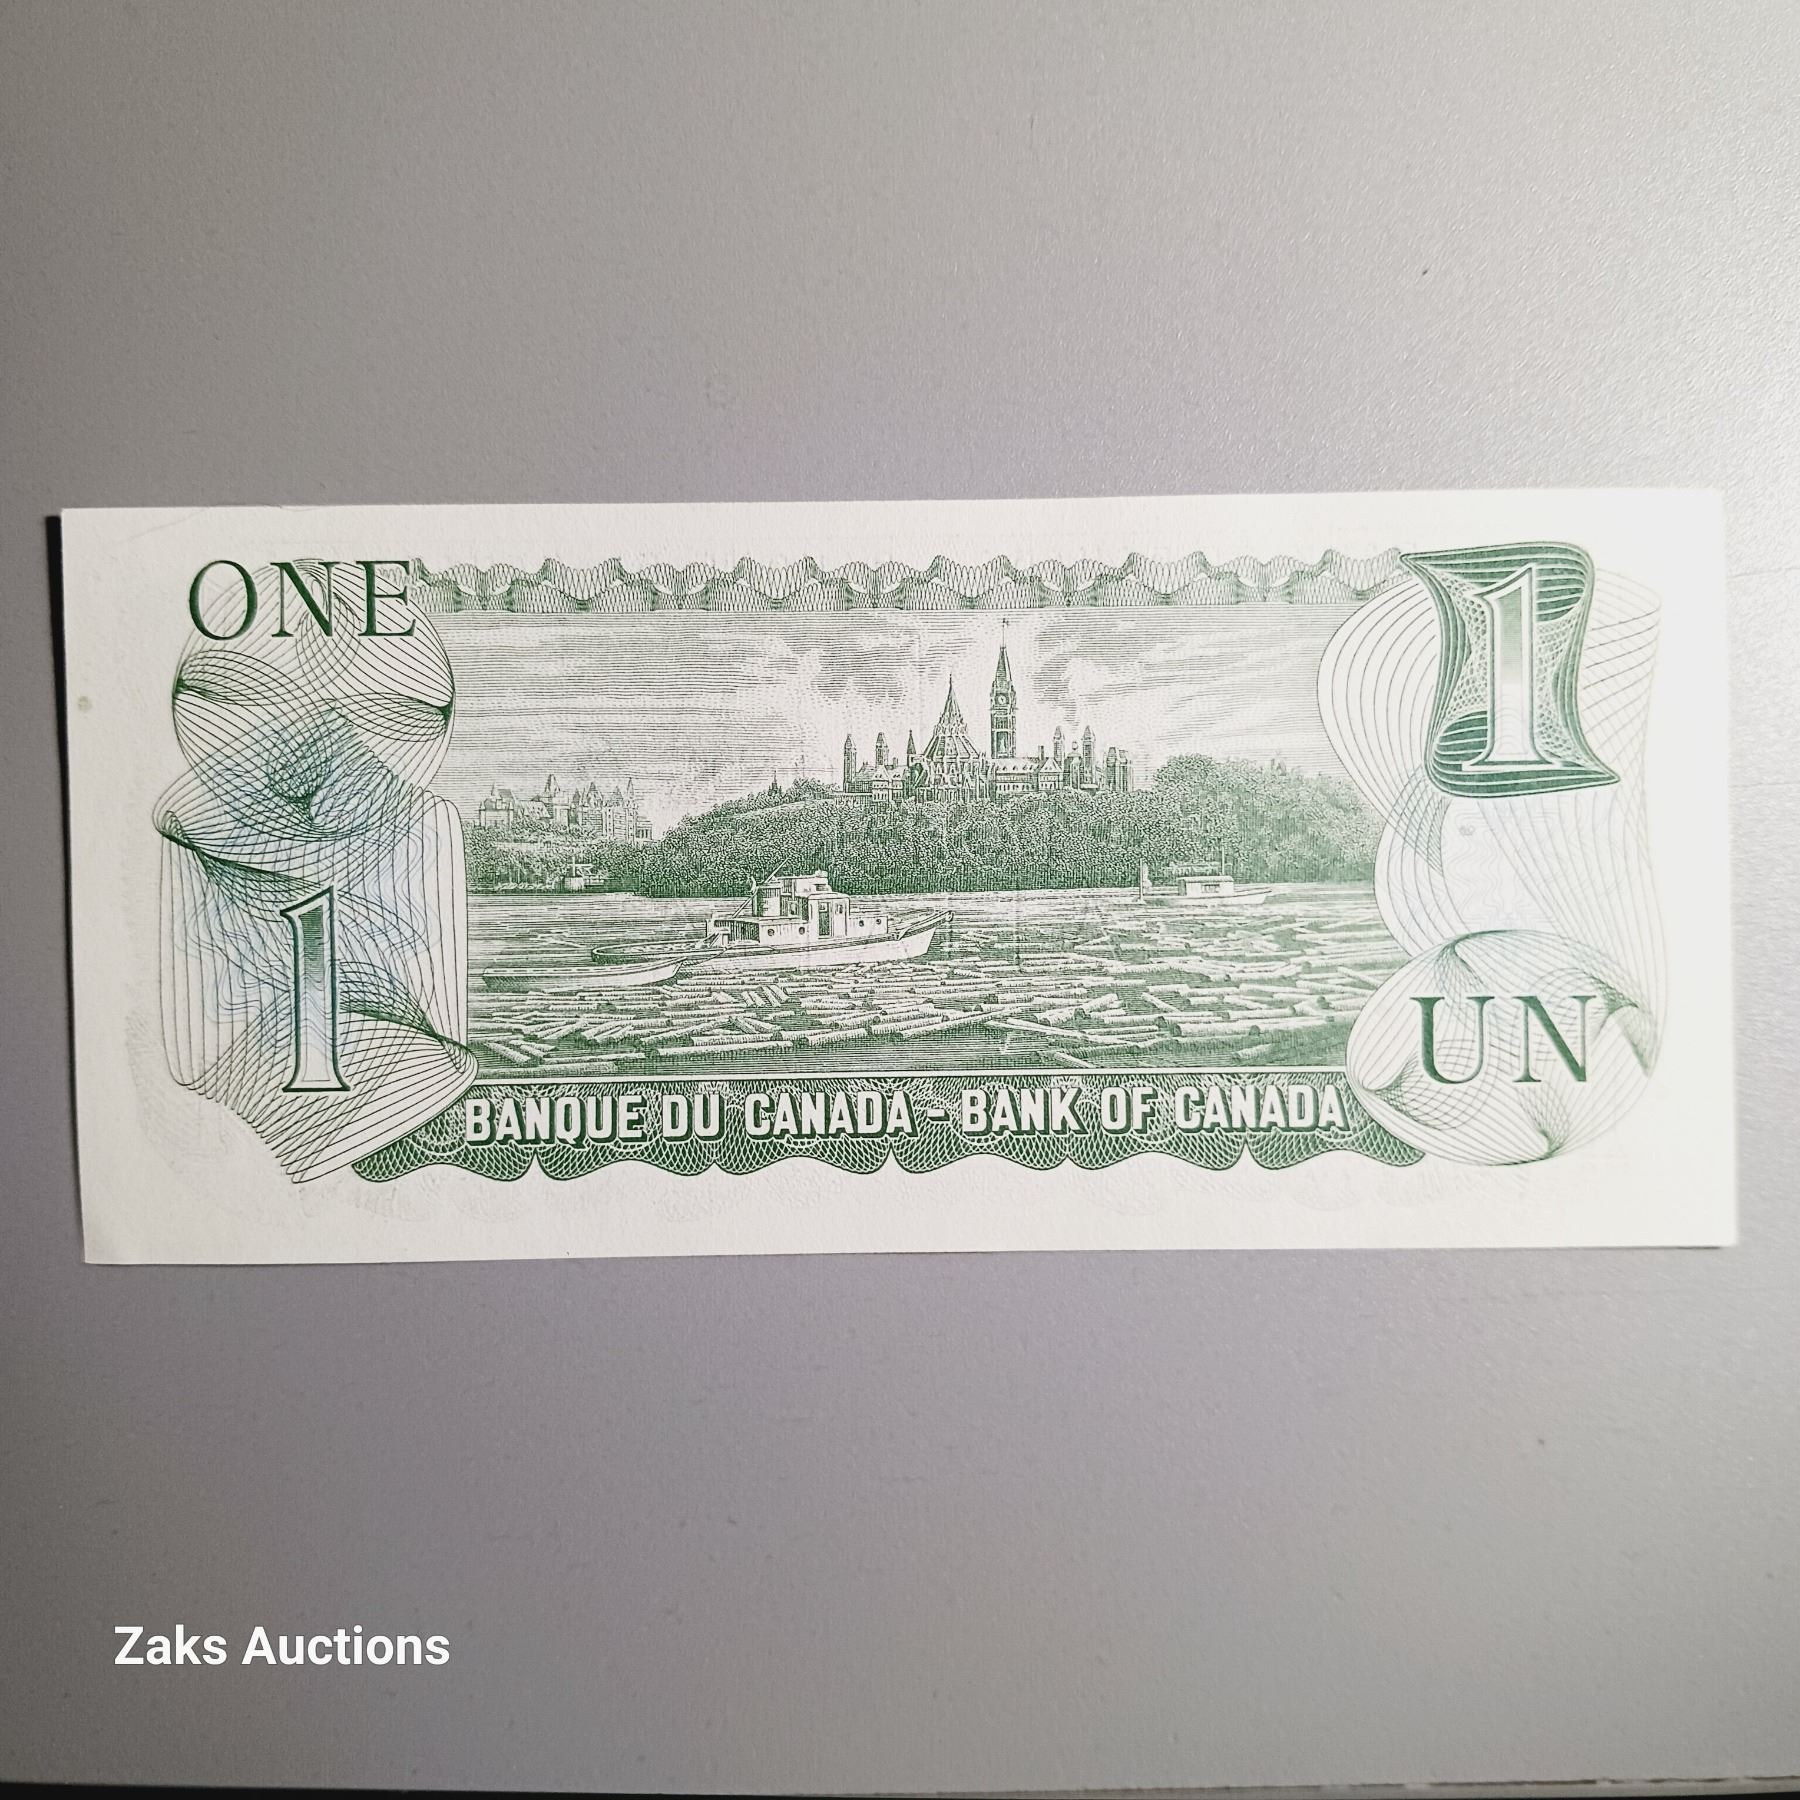 ONE
1
1
UN
BANQUE DU CANADA - BANK OF CANADA
Zaks Auctions